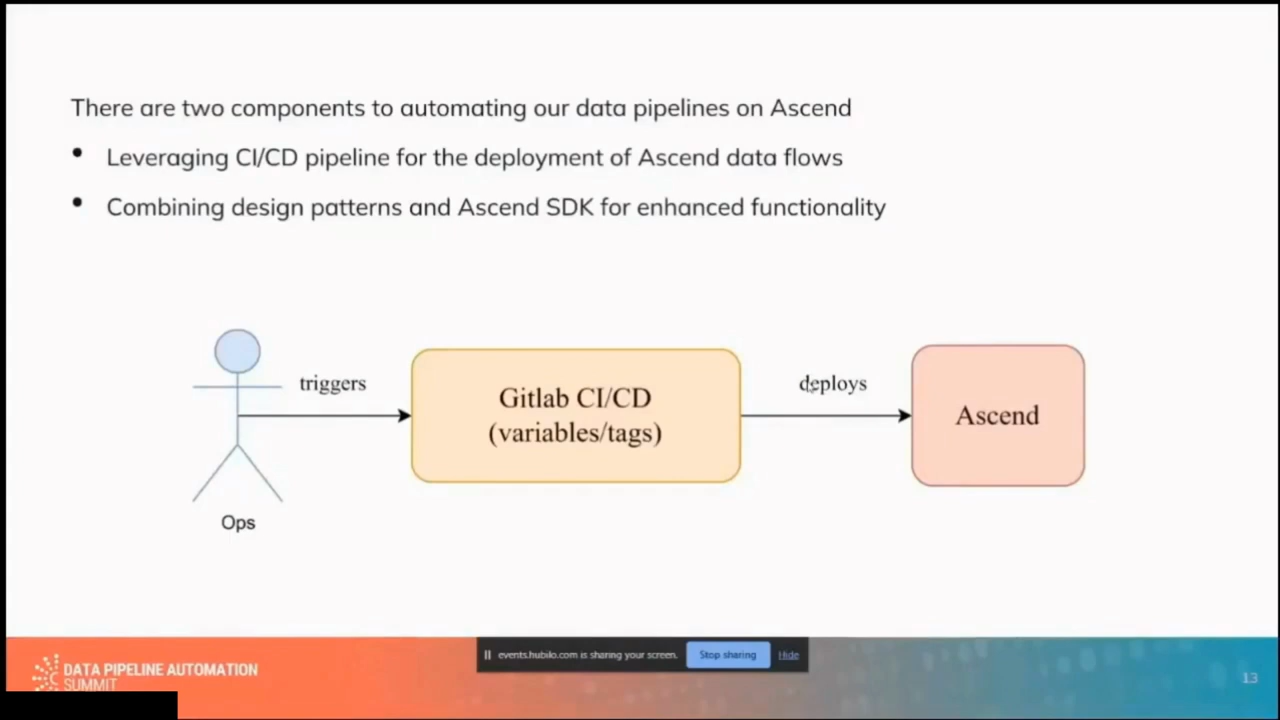 There are two components to automating our data pipelines on Ascend
• Leveraging CI/CD pipeline for the deployment of Ascend data flows
• Combining design patterns and Ascend SDK for enhanced functionality
triggers
Gitlab CI/CD
(variables/tags)
deploys
Ascend
Ops
events.hubilo.com is sharing your screen.
Stop sharing
Hide
DATA PIPELINE AUTOMATION
SUMMIT
13